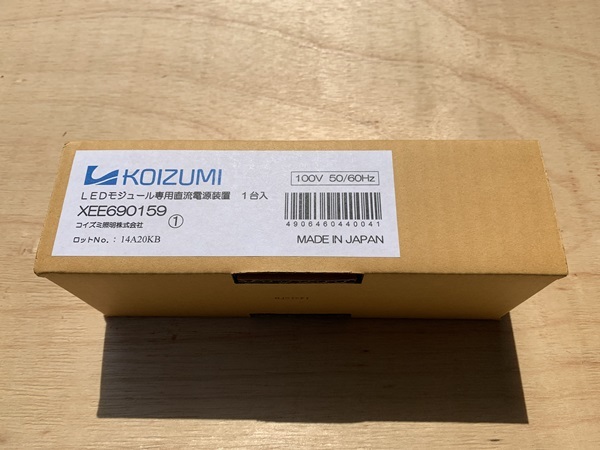 KOIZUMI
LEDモジュール専用直流電源装置 1台入
XEE690159 ①
コイズミ照明株式会社
ロットNo. : 14A20KB
100V 50/60Hz
4906460440041
MADE IN JAPAN